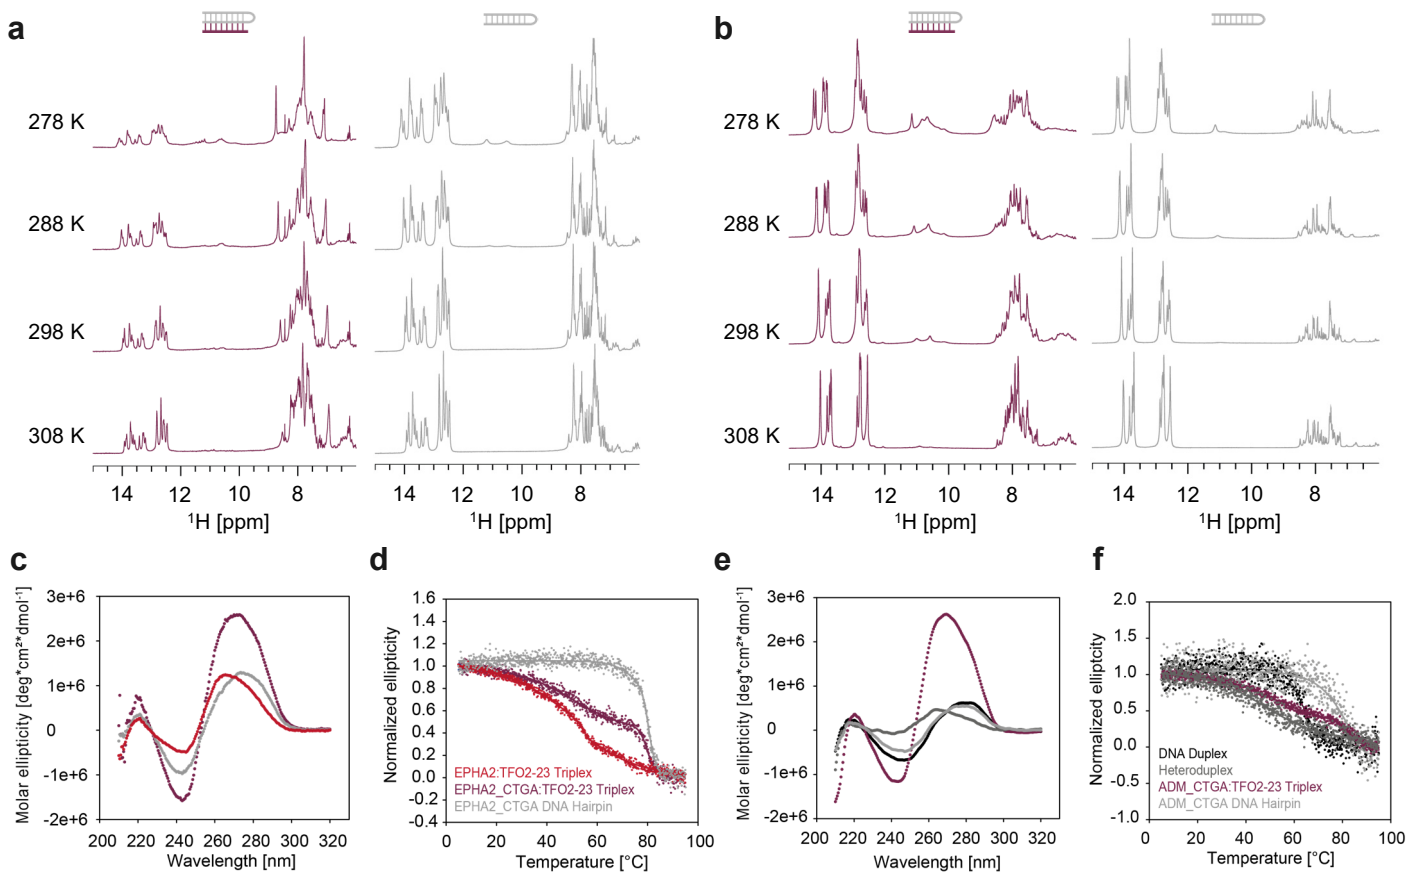 a
b
278 K
288 K
298 K
308 K
14 12 10 8
¹H [ppm]
14 12 10 8
¹H [ppm]
278 K
288 K
298 K
308 K
14 12 10 8
¹H [ppm]
14 12 10 8
¹H [ppm]
c
Molar ellipticity [deg*cm²*dmol⁻¹]
3e+6
2e+6
1e+6
0
-1e+6
-2e+6
200 220 240 260 280 300 320
Wavelength [nm]
d
Normalized ellipticity
1.6
1.4
1.2
1.0
0.8
0.6
0.4
0.2
0.0
-0.2
-0.4
EPHA2:TFO2-23 Triplex
EPHA2_CTGA:TFO2-23 Triplex
EPHA2_CTGA DNA Hairpin
0 20 40 60 80 100
Temperature [°C]
e
Molar ellipticity [deg*cm²*dmol⁻¹]
3e+6
2e+6
1e+6
0
-1e+6
-2e+6
200 220 240 260 280 300 320
Wavelength [nm]
f
Normalized elliptcity
2.0
1.5
1.0
0.5
0.0
-0.5
-1.0
DNA Duplex
Heteroduplex
ADM_CTGA:TFO2-23 Triplex
ADM_CTGA DNA Hairpin
0 20 40 60 80 100
Temperature [°C]